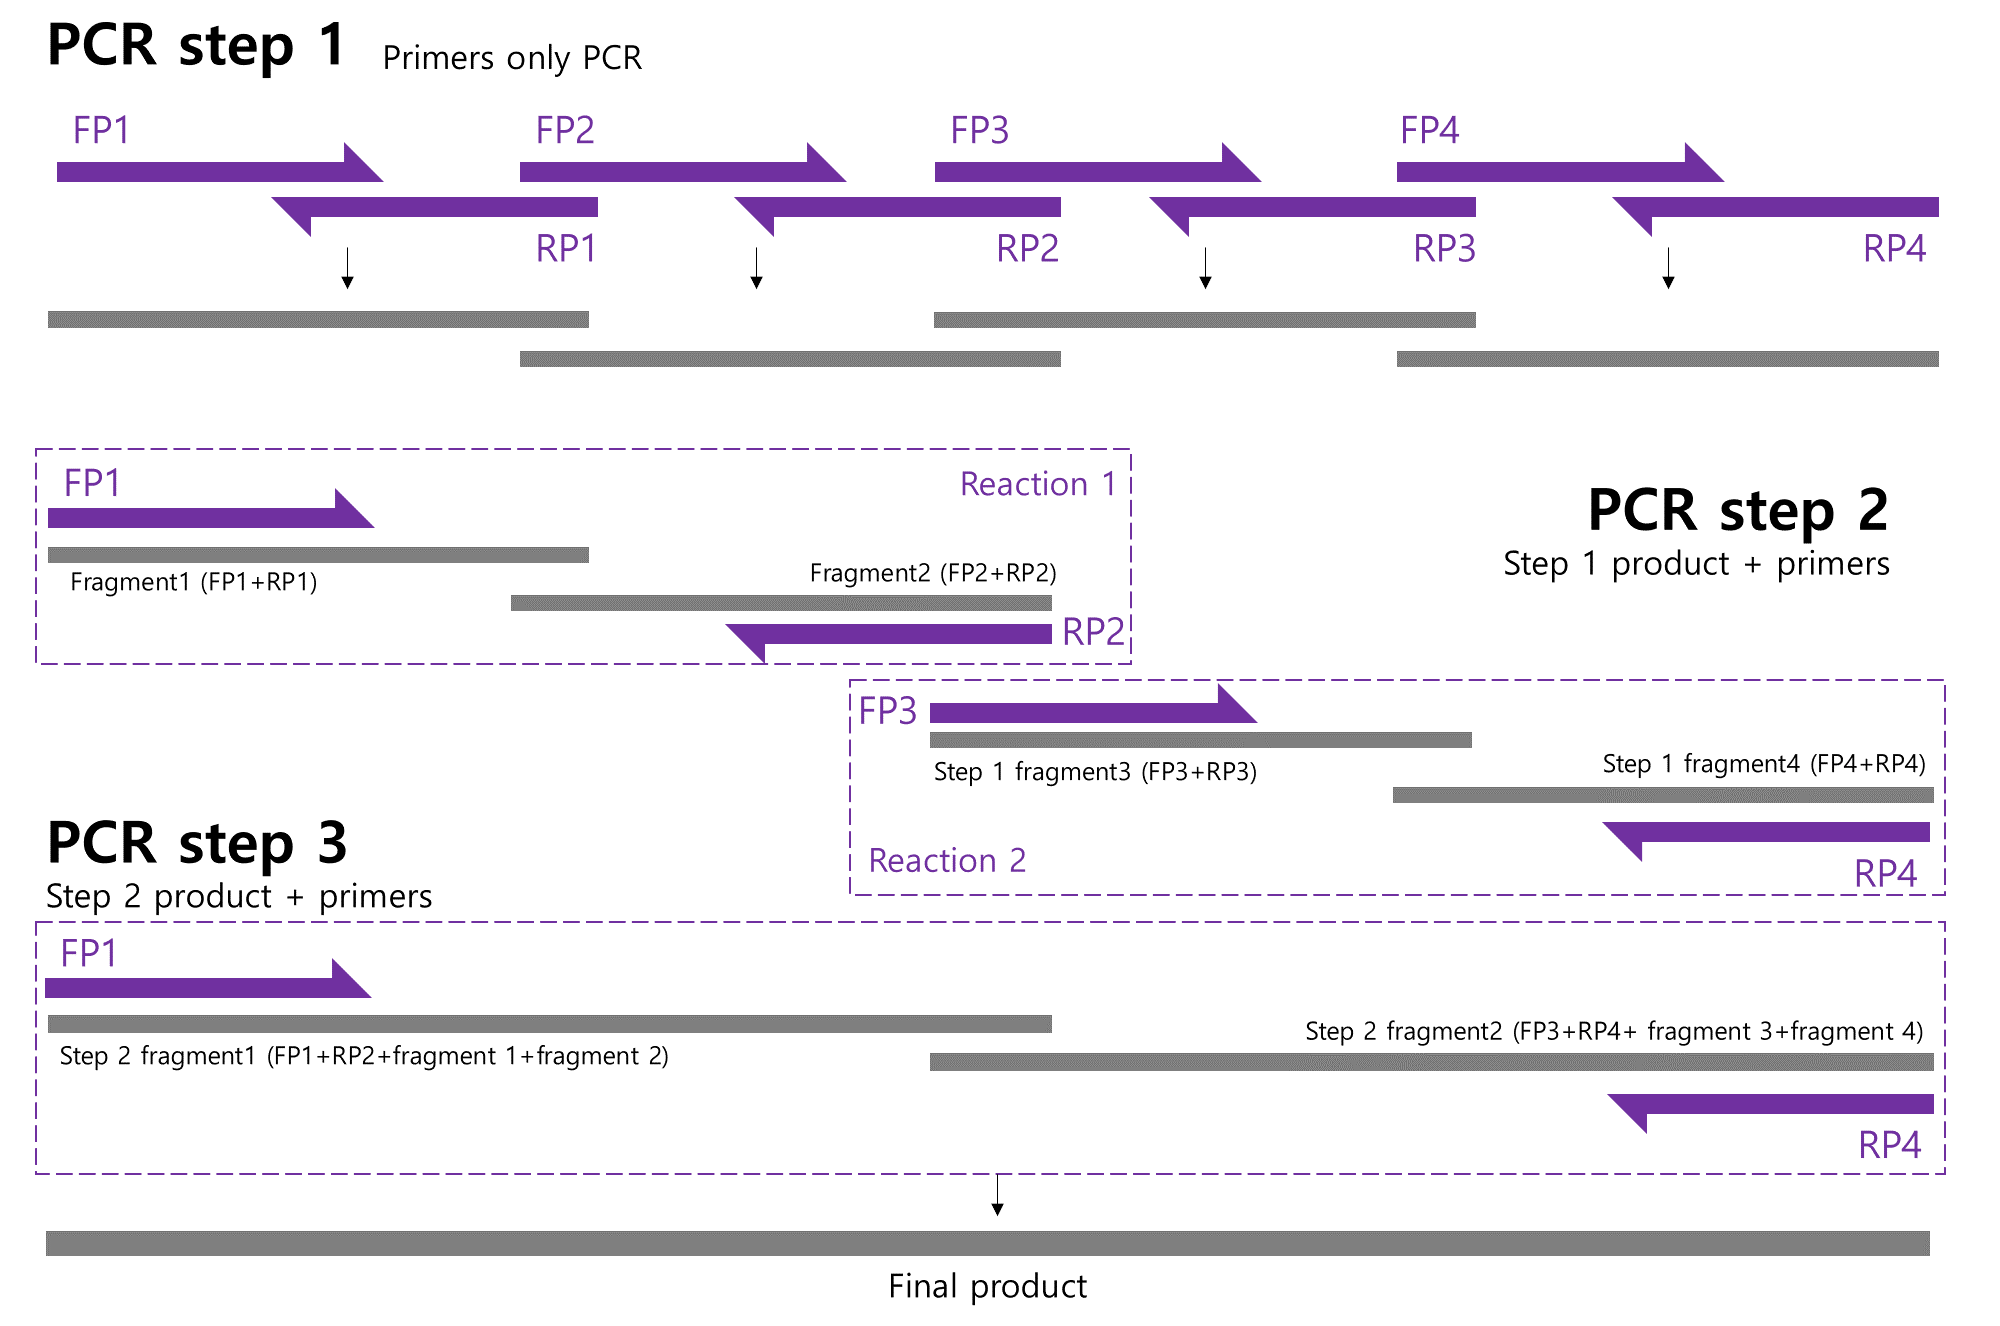 PCR step 1 Primers only PCR
FP1 FP2 FP3 FP4
RP1 RP2 RP3 RP4
FP1 Reaction 1
Fragment1 (FP1+RP1)
Fragment2 (FP2+RP2)
RP2
PCR step 2
Step 1 product + primers
FP3
Step 1 fragment3 (FP3+RP3)
Step 1 fragment4 (FP4+RP4)
Reaction 2
RP4
PCR step 3
Step 2 product + primers
FP1
Step 2 fragment1 (FP1+RP2+fragment 1+fragment 2)
Step 2 fragment2 (FP3+RP4+ fragment 3+fragment 4)
RP4
Final product